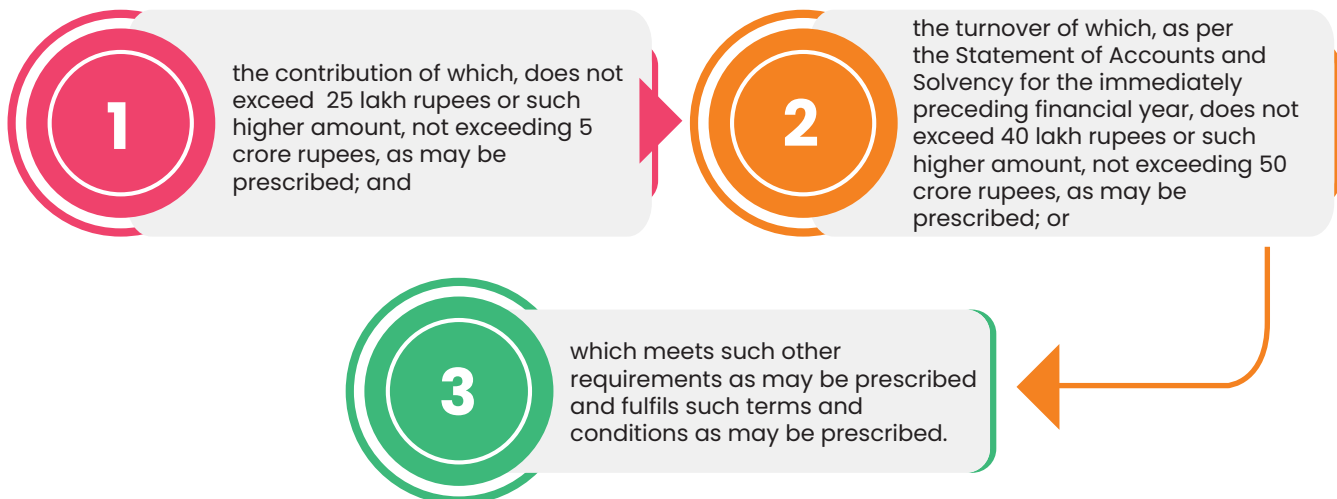 1
the contribution of which, does not
exceed 25 lakh rupees or such
higher amount, not exceeding 5
crore rupees, as may be
prescribed; and
2
the turnover of which, as per
the Statement of Accounts and
Solvency for the immediately
preceding financial year, does not
exceed 40 lakh rupees or such
higher amount, not exceeding 50
crore rupees, as may be
prescribed; or
3
which meets such other
requirements as may be prescribed
and fulfils such terms and
conditions as may be prescribed.